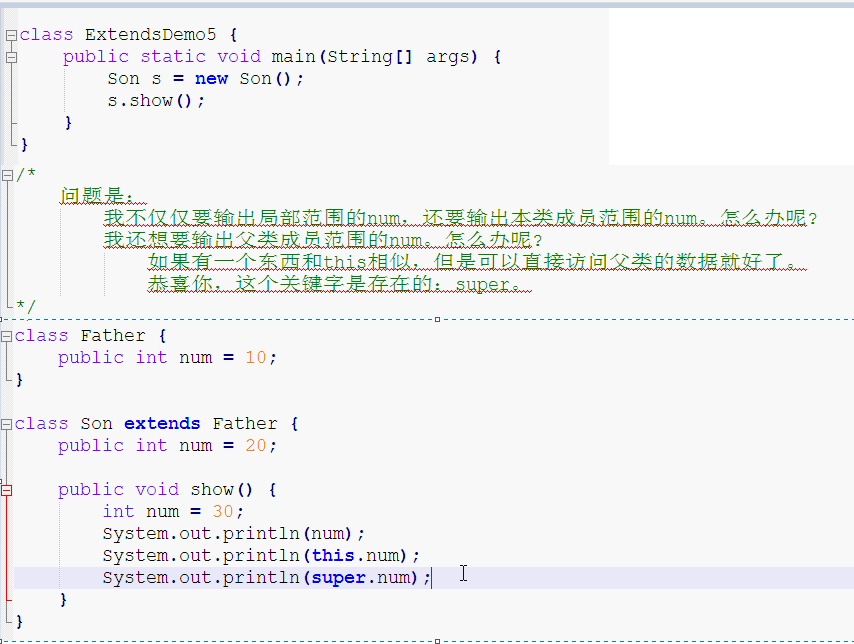 class ExtendsDemo5 {
public static void main(String[] args) {
Son s = new Son();
s.show();
}
}
/*
问题是：
我不仅仅要输出局部范围的num，还要输出本类成员范围的num。怎么办呢?
我还想要输出父类成员范围的num。怎么办呢?
如果有一个东西和this相似，但是可以直接访问父类的数据就好了。
恭喜你，这个关键字是存在的：super。
*/
class Father {
public int num = 10;
}
class Son extends Father {
public int num = 20;
public void show() {
int num = 30;
System.out.println(num);
System.out.println(this.num);
System.out.println(super.num);
}
}